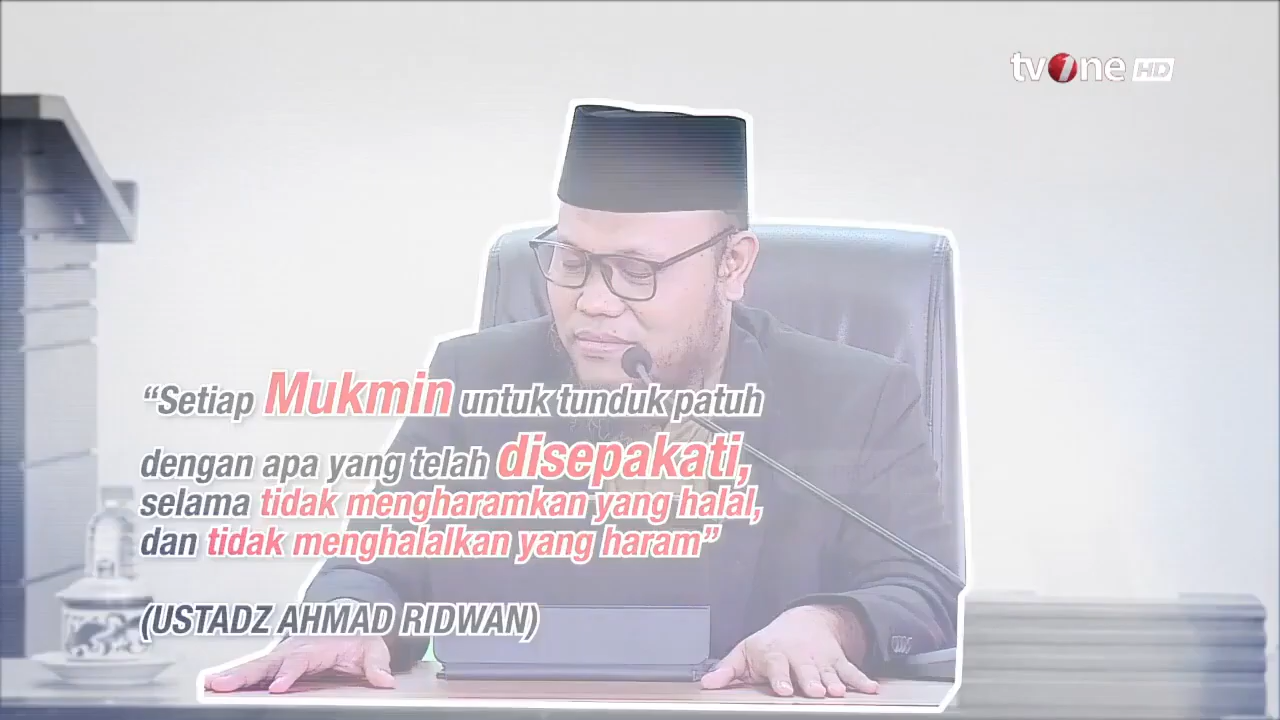 tvOne HD
“Setiap Mukmin untuk tunduk patuh
dengan apa yang telah disepakati,
selama tidak mengharamkan yang halal,
dan tidak menghalalkan yang haram”
(USTADZ AHMAD RIDWAN)